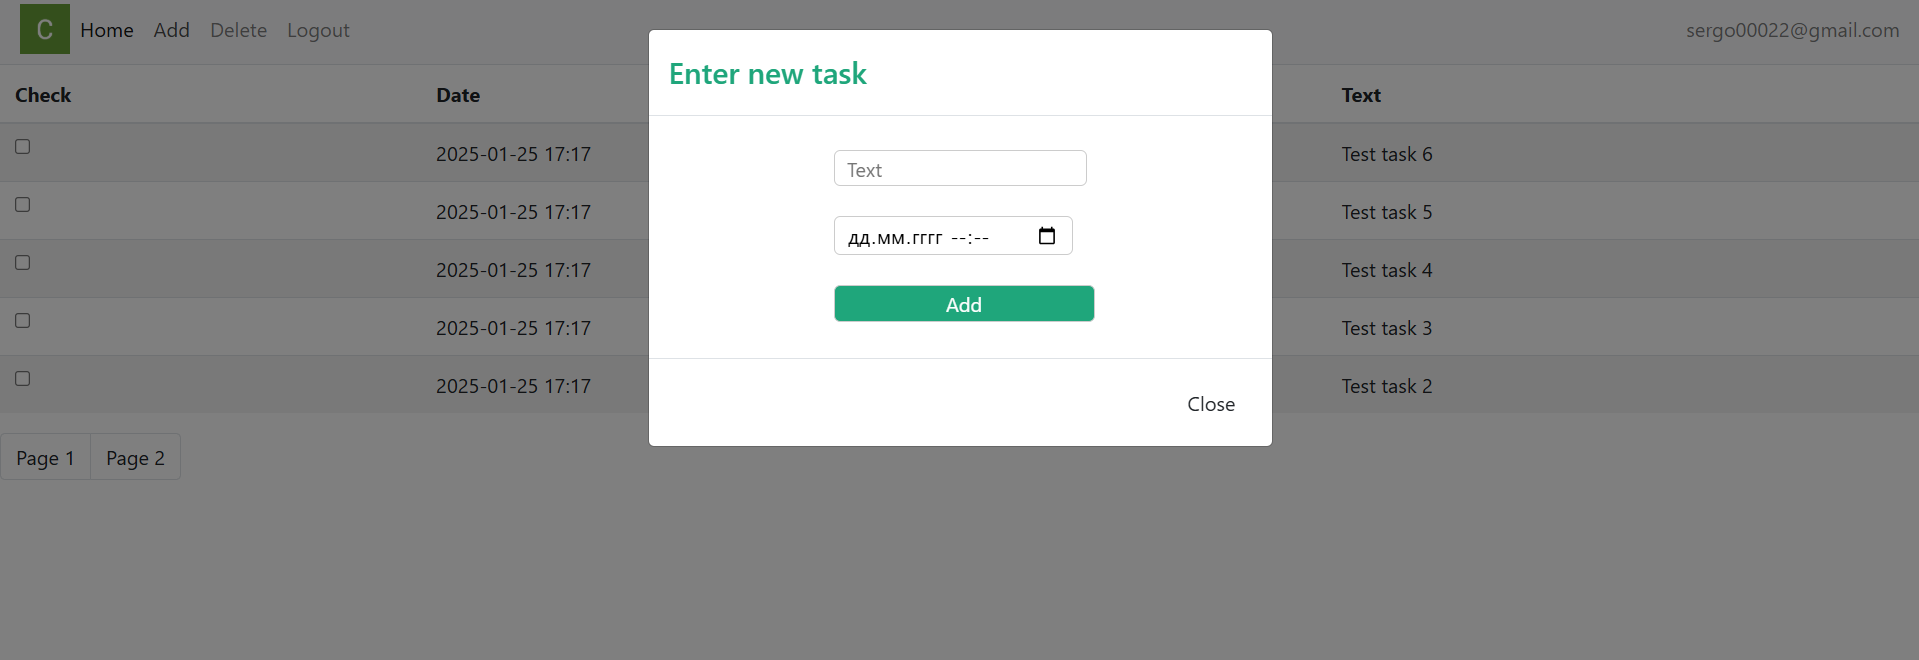 C Home Add Delete Logout sergo00022@gmail.com
Enter new task
Check Date Text
2025-01-25 17:17 Test task 6
Text
2025-01-25 17:17 Test task 5
дд.мм.гггг --:--
2025-01-25 17:17 Test task 4
Add
2025-01-25 17:17 Test task 3
2025-01-25 17:17 Test task 2
Close
Page 1 Page 2